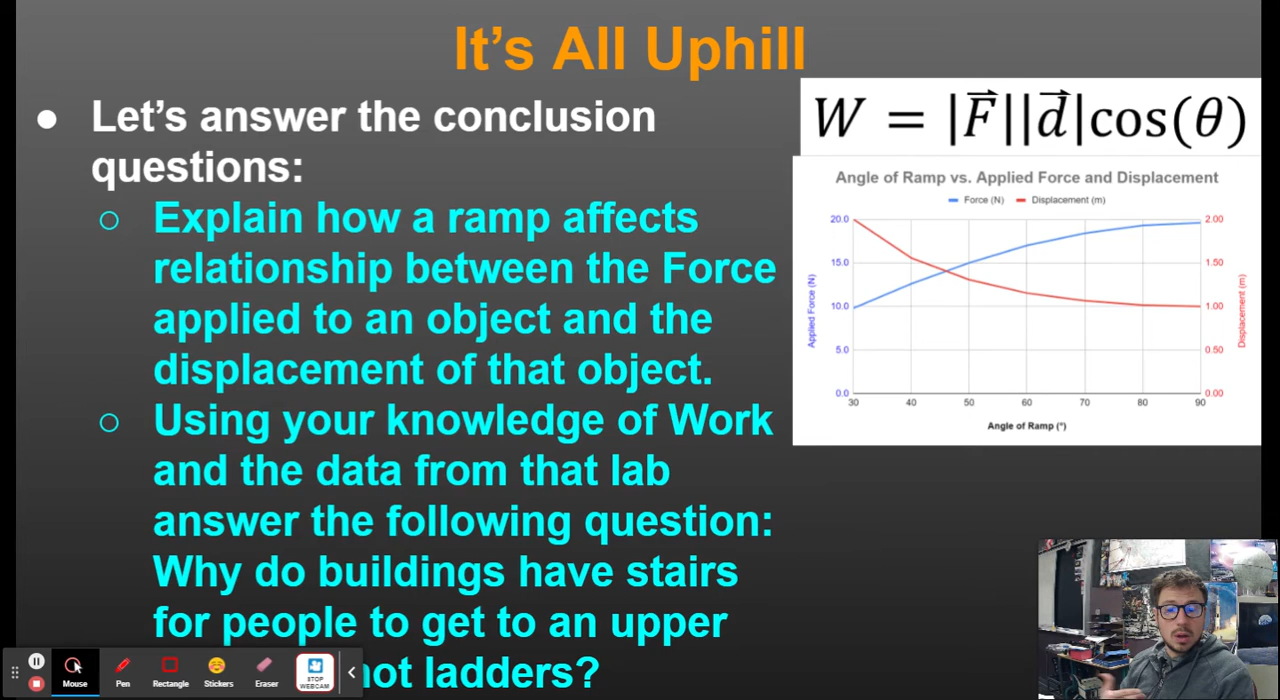 It's All Uphill
● Let's answer the conclusion
questions:
○ Explain how a ramp affects
relationship between the Force
applied to an object and the
displacement of that object.
○ Using your knowledge of Work
and the data from that lab
answer the following question:
Why do buildings have stairs
for people to get to an upper
not ladders?
W = |F⃗||d⃗|cos(θ)
Angle of Ramp vs. Applied Force and Displacement
Force (N) Displacement (m)
20.0 2.00
15.0 1.50
10.0 1.00
5.0 0.50
0.0 0.00
Applied Force (N)
Displacement (m)
30 40 50 60 70 80 90
Angle of Ramp (°)
Mouse Pen Rectangle Stickers Eraser STOP WEBCAM